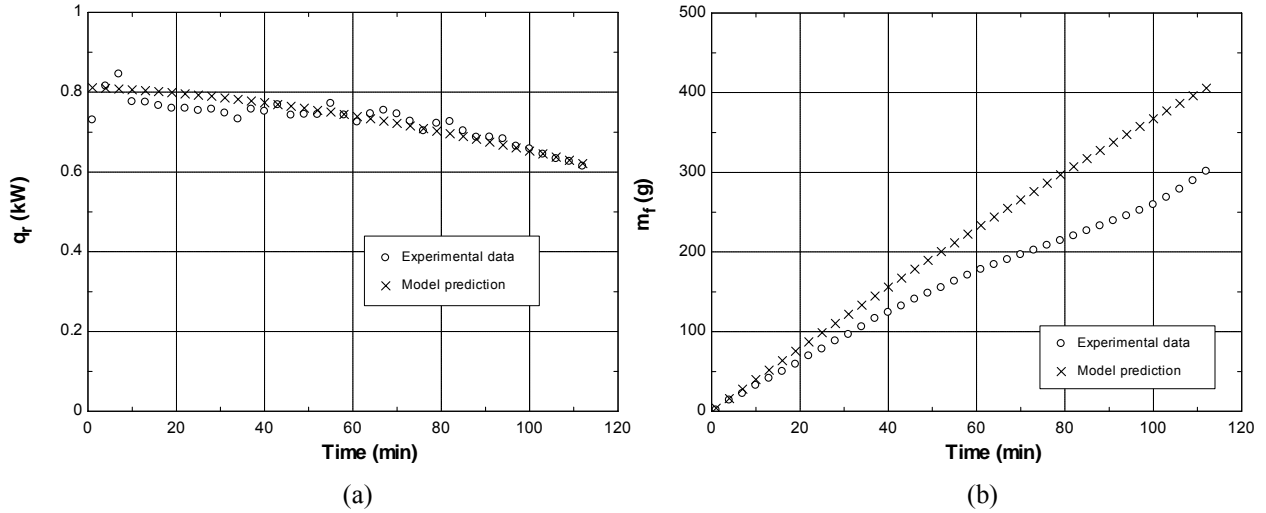 1
0.8
0.6
0.4
0.2
0
q_r (kW)
Experimental data
Model prediction
0 20 40 60 80 100 120
Time (min)
(a)
500
400
300
200
100
0
m_f (g)
Experimental data
Model prediction
0 20 40 60 80 100 120
Time (min)
(b)